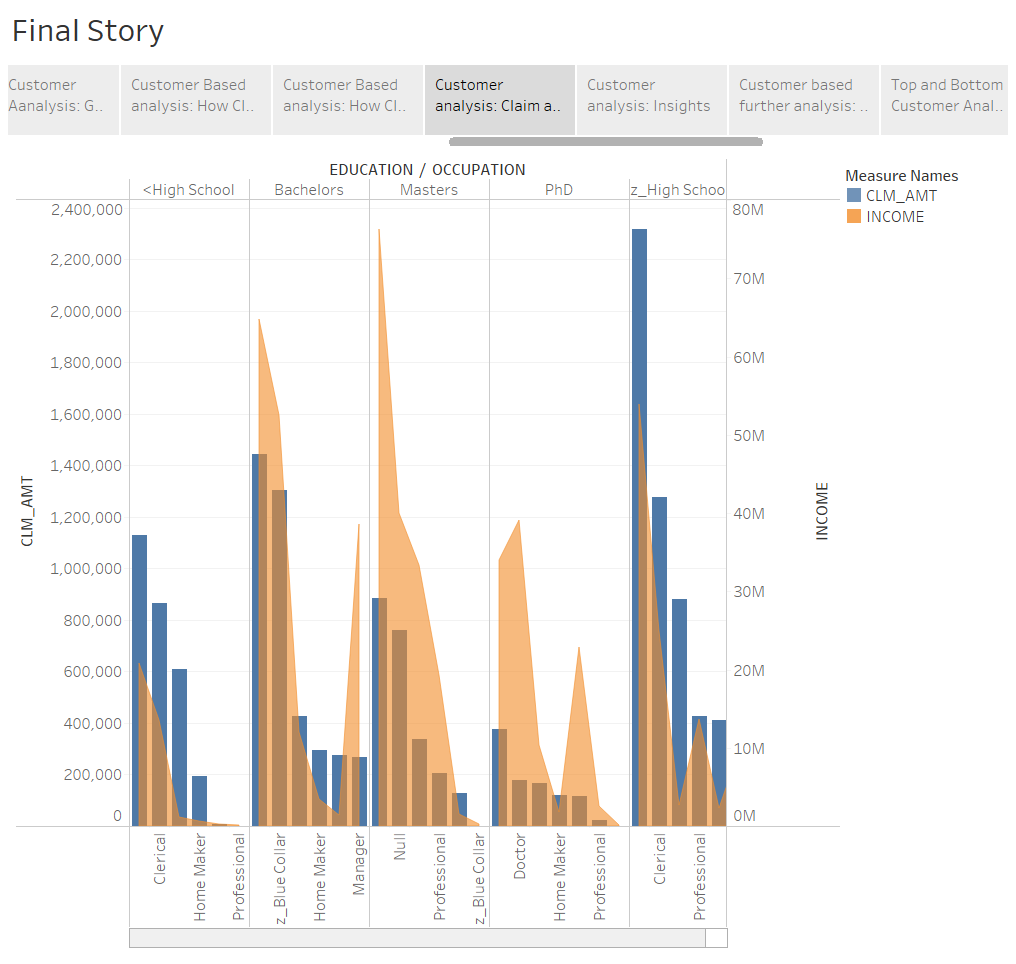 Final Story
Customer
Aanalysis: G..
Customer Based
analysis: How Cl..
Customer Based
analysis: How Cl..
Customer
analysis: Claim a..
Customer
analysis: Insights
Customer based
further analysis: ..
Top and Bottom
Customer Anal..
EDUCATION / OCCUPATION
<High School
Bachelors
Masters
PhD
z_High Schoo
Measure Names
CLM_AMT
INCOME
2,400,000
2,200,000
2,000,000
1,800,000
1,600,000
1,400,000
1,200,000
1,000,000
800,000
600,000
400,000
200,000
0
CLM_AMT
80M
70M
60M
50M
40M
30M
20M
10M
0M
INCOME
Clerical
Home Maker
Professional
z_Blue Collar
Home Maker
Manager
Null
Professional
z_Blue Collar
Doctor
Home Maker
Professional
Clerical
Professional